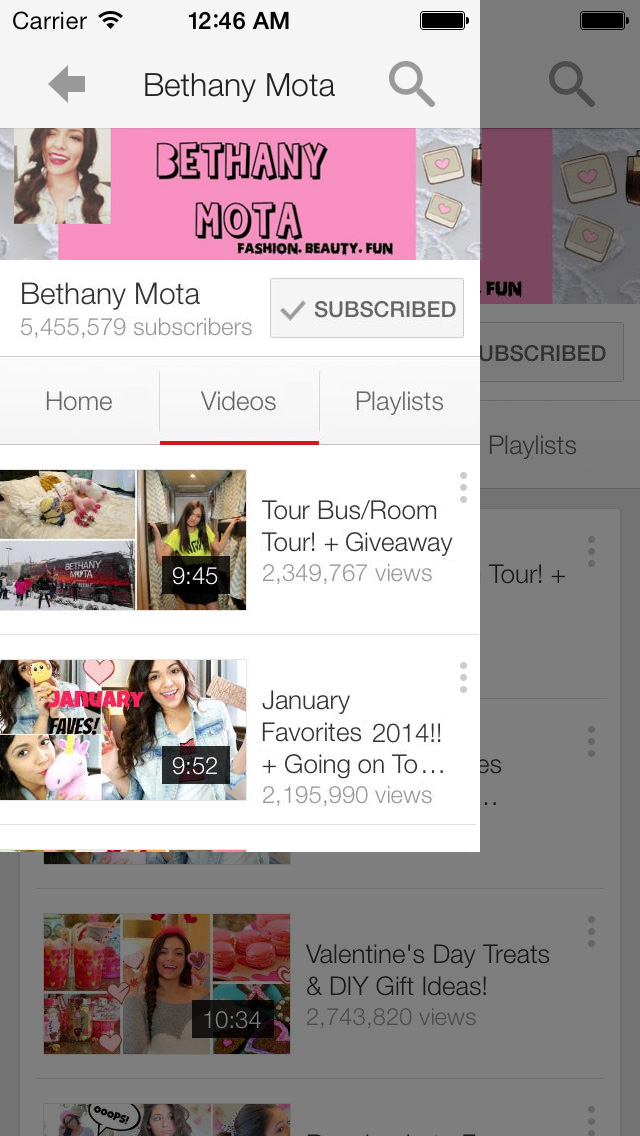 Carrier 12:46 AM
Bethany Mota
BETHANY
MOTA
FASHION. BEAUTY. FUN
FUN
Bethany Mota
5,455,579 subscribers
SUBSCRIBED
UBSCRIBED
Home Videos Playlists
Playlists
BETHANY
MOTA
9:45
Tour Bus/Room
Tour! + Giveaway
2,349,767 views
Tour! +
JANUARY
FAVES!
9:52
January
Favorites 2014!!
+ Going on To…
2,195,990 views
es
..
10:34
Valentine's Day Treats
& DIY Gift Ideas!
2,743,820 views
OOOPS!